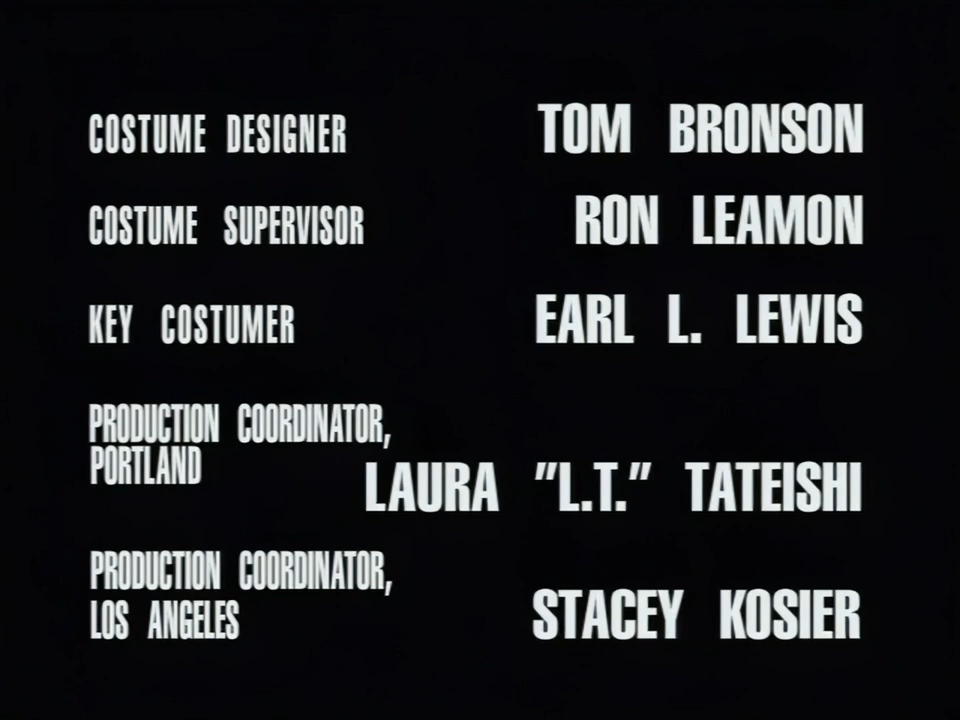 COSTUME DESIGNER TOM BRONSON
COSTUME SUPERVISOR RON LEAMON
KEY COSTUMER EARL L. LEWIS
PRODUCTION COORDINATOR,
PORTLAND
LAURA "L.T." TATEISHI
PRODUCTION COORDINATOR,
LOS ANGELES STACEY KOSIER